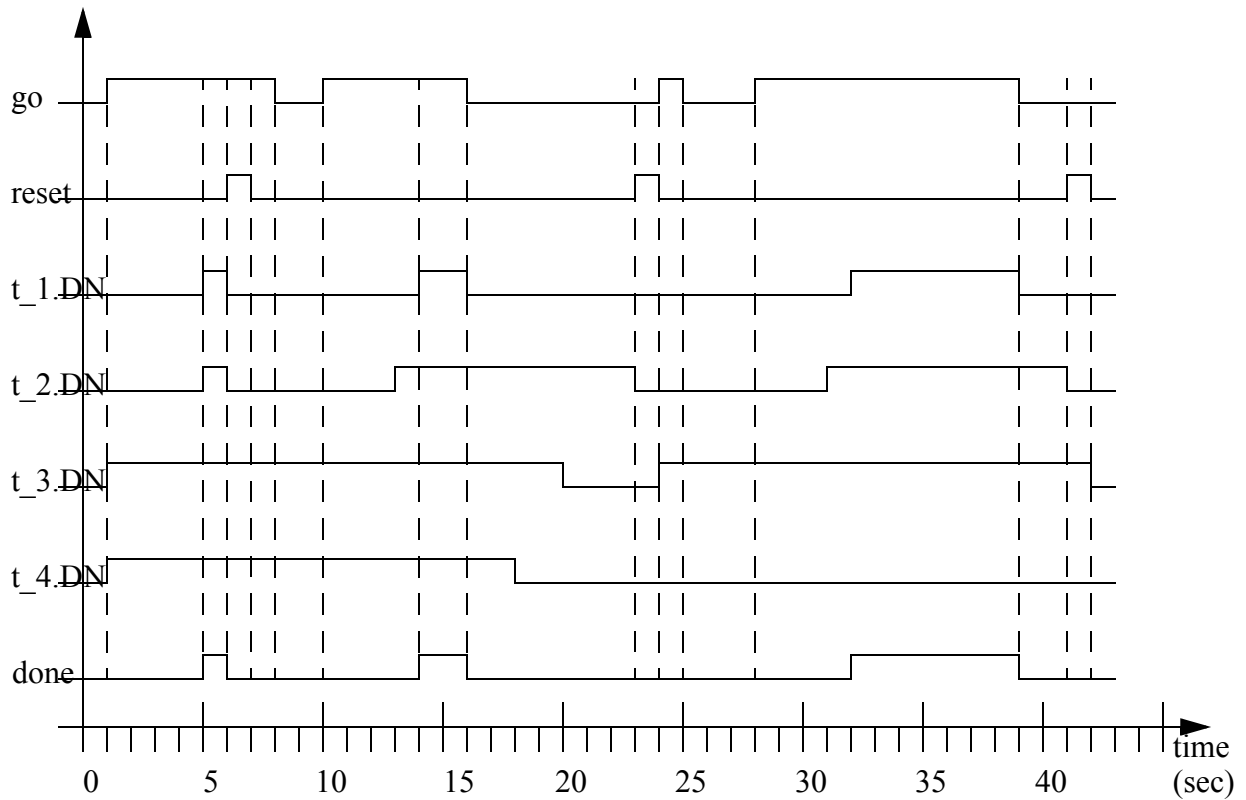 go
reset
t_1.DN
t_2.DN
t_3.DN
t_4.DN
done
time
0 5 10 15 20 25 30 35 40 (sec)